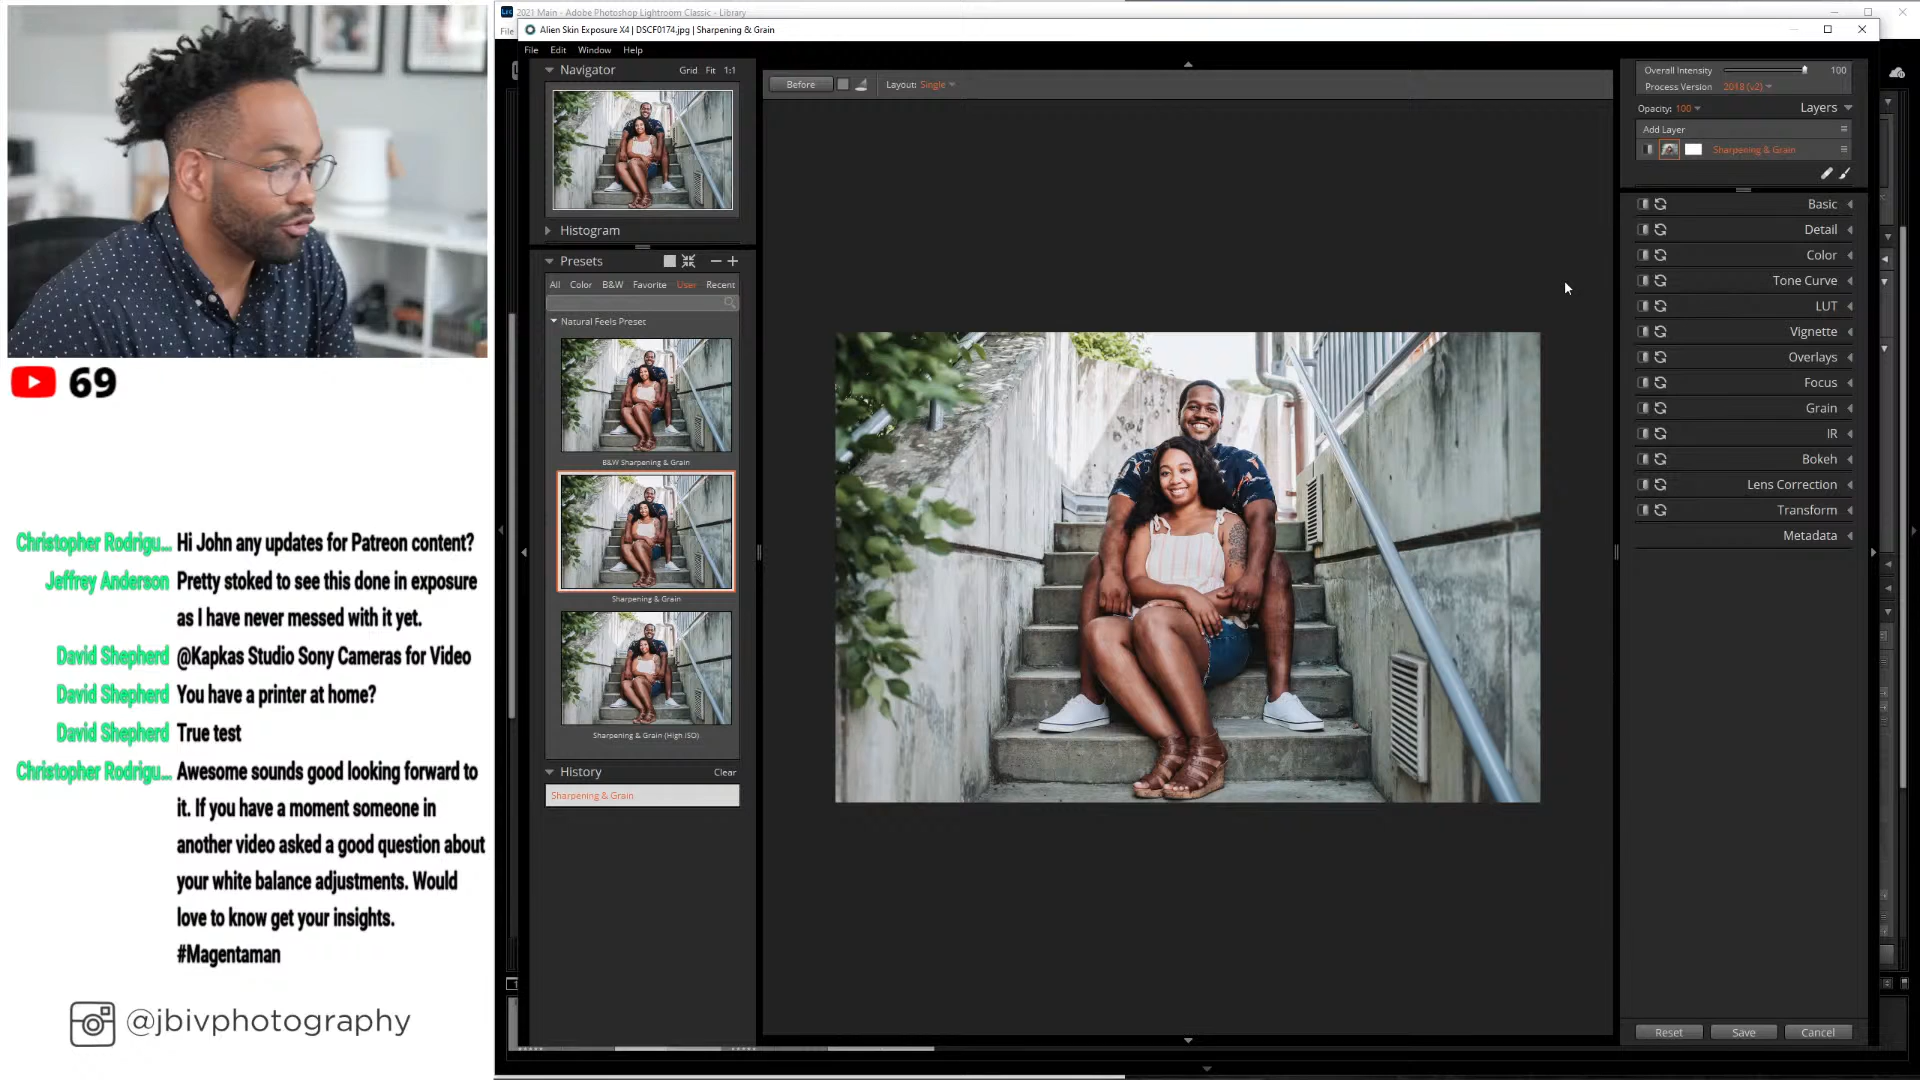 2021 Main - Adobe Photoshop Lightroom Classic - Library
File
Alien Skin Exposure X4 | DSCF0174.jpg | Sharpening & Grain
File Edit Window Help
Navigator Grid Fit 1:1
Histogram
Presets
All Color B&W Favorite User Recent
Natural Feels Preset
B&W Sharpening & Grain
Sharpening & Grain
Sharpening & Grain (High ISO)
History Clear
Sharpening & Grain
Before Layout: Single
Overall Intensity 100
Process Version 2018 (v2)
Opacity: 100 Layers
Add Layer
Sharpening & Grain
Basic
Detail
Color
Tone Curve
LUT
Vignette
Overlays
Focus
Grain
IR
Bokeh
Lens Correction
Transform
Metadata
Reset Save Cancel
69
Christopher Rodrigu... Hi John any updates for Patreon content?
Jeffrey Anderson Pretty stoked to see this done in exposure
as I have never messed with it yet.
David Shepherd @Kapkas Studio Sony Cameras for Video
David Shepherd You have a printer at home?
David Shepherd True test
Christopher Rodrigu... Awesome sounds good looking forward to
it. If you have a moment someone in
another video asked a good question about
your white balance adjustments. Would
love to know get your insights.
#Magentaman
@jbivphotography